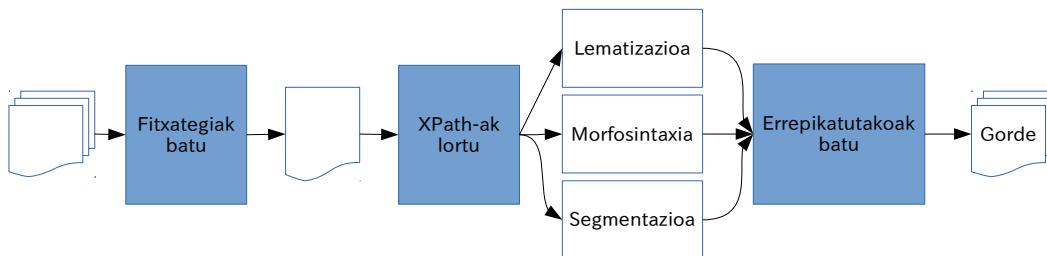 Fitxategiak
batu
XPath-ak
lortu
Lematizazioa
Morfosintaxia
Segmentazioa
Errepikatutakoak
batu
Gorde